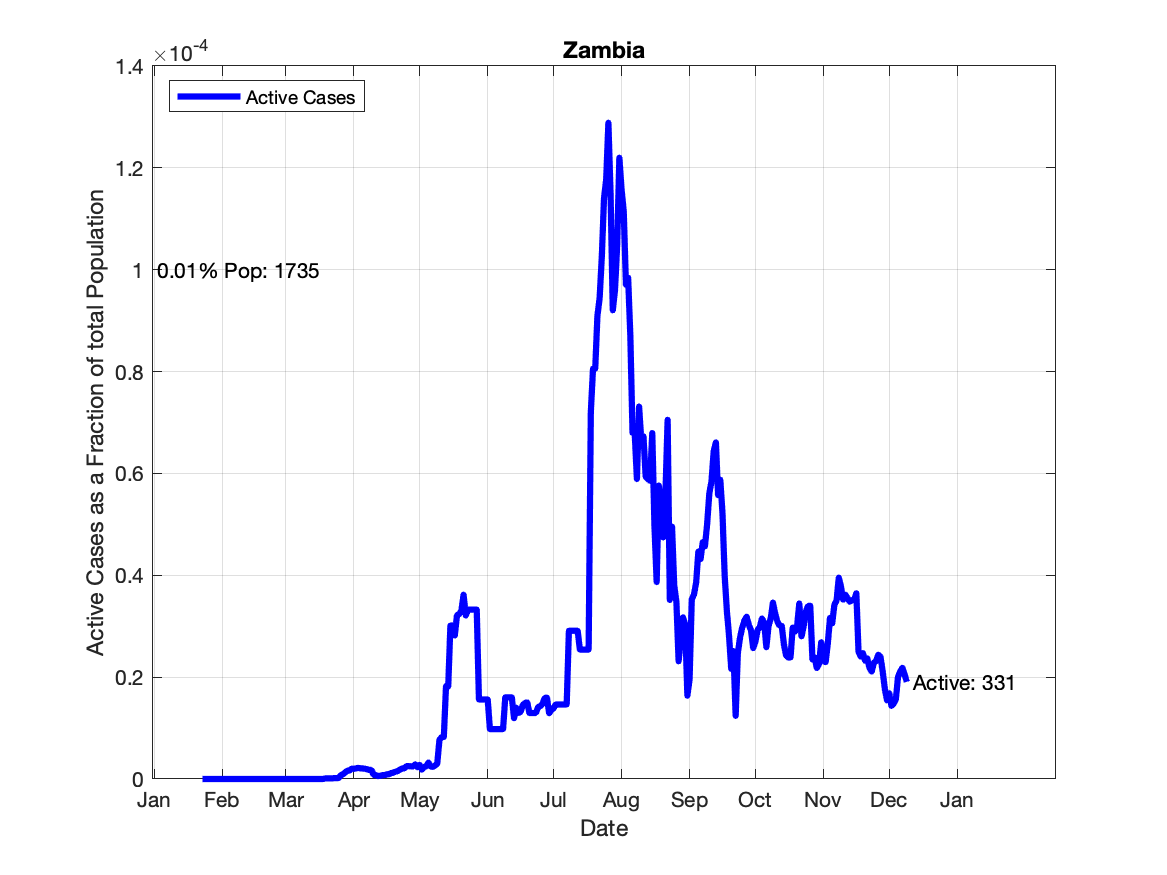 Zambia
×10-4
Active Cases
1.4
1.2
1
0.8
0.6
0.4
0.2
0
0.01% Pop: 1735
Active: 331
Active Cases as a Fraction of total Population
Jan Feb Mar Apr May Jun Jul Aug Sep Oct Nov Dec Jan
Date